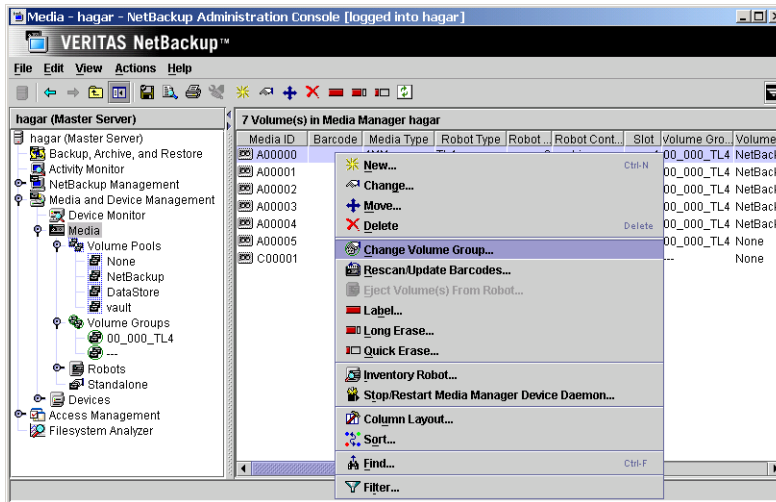 Media - hagar - NetBackup Administration Console [logged into hagar]
VERITAS NetBackup™
File Edit View Actions Help
hagar (Master Server)
hagar (Master Server)
Backup, Archive, and Restore
Activity Monitor
NetBackup Management
Media and Device Management
Device Monitor
Media
Volume Pools
None
NetBackup
DataStore
vault
Volume Groups
00_000_TL4
---
Robots
Standalone
Devices
Access Management
Filesystem Analyzer
7 Volume(s) in Media Manager hagar
Media ID Barcode Media Type Robot Type Robot ... Robot Cont... Slot Volume Gro... Volume
A00000 00_000_TL4 NetBac
A00001 00_000_TL4 NetBac
A00002 00_000_TL4 NetBac
A00003 00_000_TL4 NetBac
A00004 00_000_TL4 NetBac
A00005 00_000_TL4 None
C00001 --- None
New... Ctrl-N
Change...
Move...
Delete Delete
Change Volume Group...
Rescan/Update Barcodes...
Eject Volume(s) From Robot...
Label...
Long Erase...
Quick Erase...
Inventory Robot...
Stop/Restart Media Manager Device Daemon...
Column Layout...
Sort...
Find... Ctrl-F
Filter...